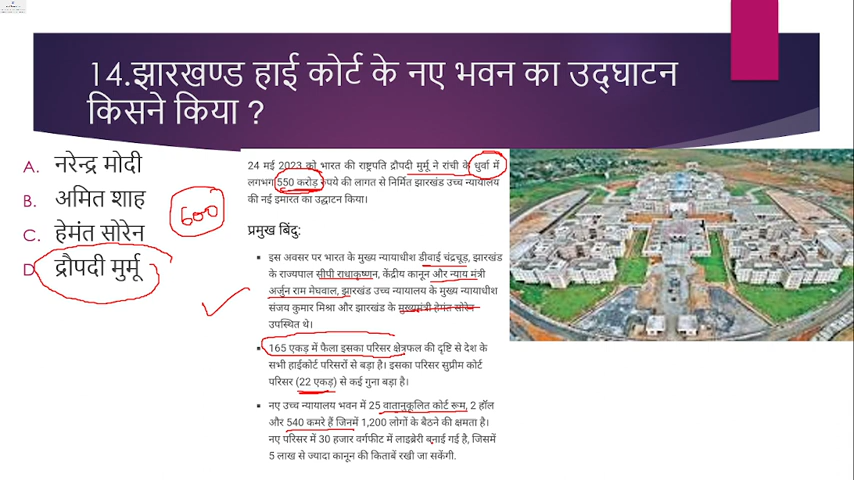 14.झारखण्ड हाई कोर्ट के नए भवन का उद्घाटन
किसने किया ?
A. नरेन्द्र मोदी
B. अमित शाह
C. हेमंत सोरेन
D. द्रौपदी मुर्मू
600
24 मई 2023 को भारत की राष्ट्रपति द्रौपदी मुर्मू ने रांची के धुर्वा में
लगभग 550 करोड़ रुपये की लागत से निर्मित झारखंड उच्च न्यायालय
की नई इमारत का उद्घाटन किया।
प्रमुख बिंदु:
इस अवसर पर भारत के मुख्य न्यायाधीश डीवाई चंद्रचूड़, झारखंड
के राज्यपाल सीपी राधाकृष्णन, केंद्रीय कानून और न्याय मंत्री
अर्जुन राम मेघवाल, झारखंड उच्च न्यायालय के मुख्य न्यायाधीश
संजय कुमार मिश्रा और झारखंड के मुख्यमंत्री हेमंत सोरेन
उपस्थित थे।
165 एकड़ में फैला इसका परिसर क्षेत्रफल की दृष्टि से देश के
सभी हाईकोर्ट परिसरों से बड़ा है। इसका परिसर सुप्रीम कोर्ट
परिसर (22 एकड़) से कई गुना बड़ा है।
नए उच्च न्यायालय भवन में 25 वातानुकूलित कोर्ट रूम, 2 हॉल
और 540 कमरे हैं जिनमें 1,200 लोगों के बैठने की क्षमता है।
नए परिसर में 30 हजार वर्गफीट में लाइब्रेरी बनाई गई है, जिसमें
5 लाख से ज्यादा कानून की किताबें रखी जा सकेंगी.